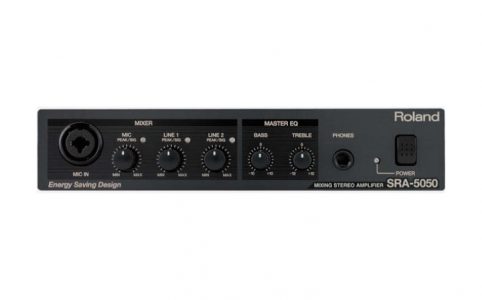 MIXER
MASTER EQ
Roland
MIC
PEAK/SIG
LINE 1
PEAK/SIG
LINE 2
PEAK/SIG
BASS
TREBLE
PHONES
MIC IN
MIN MAX
MIN MAX
MIN MAX
POWER
Energy Saving Design
MIXING STEREO AMPLIFIER SRA-5050